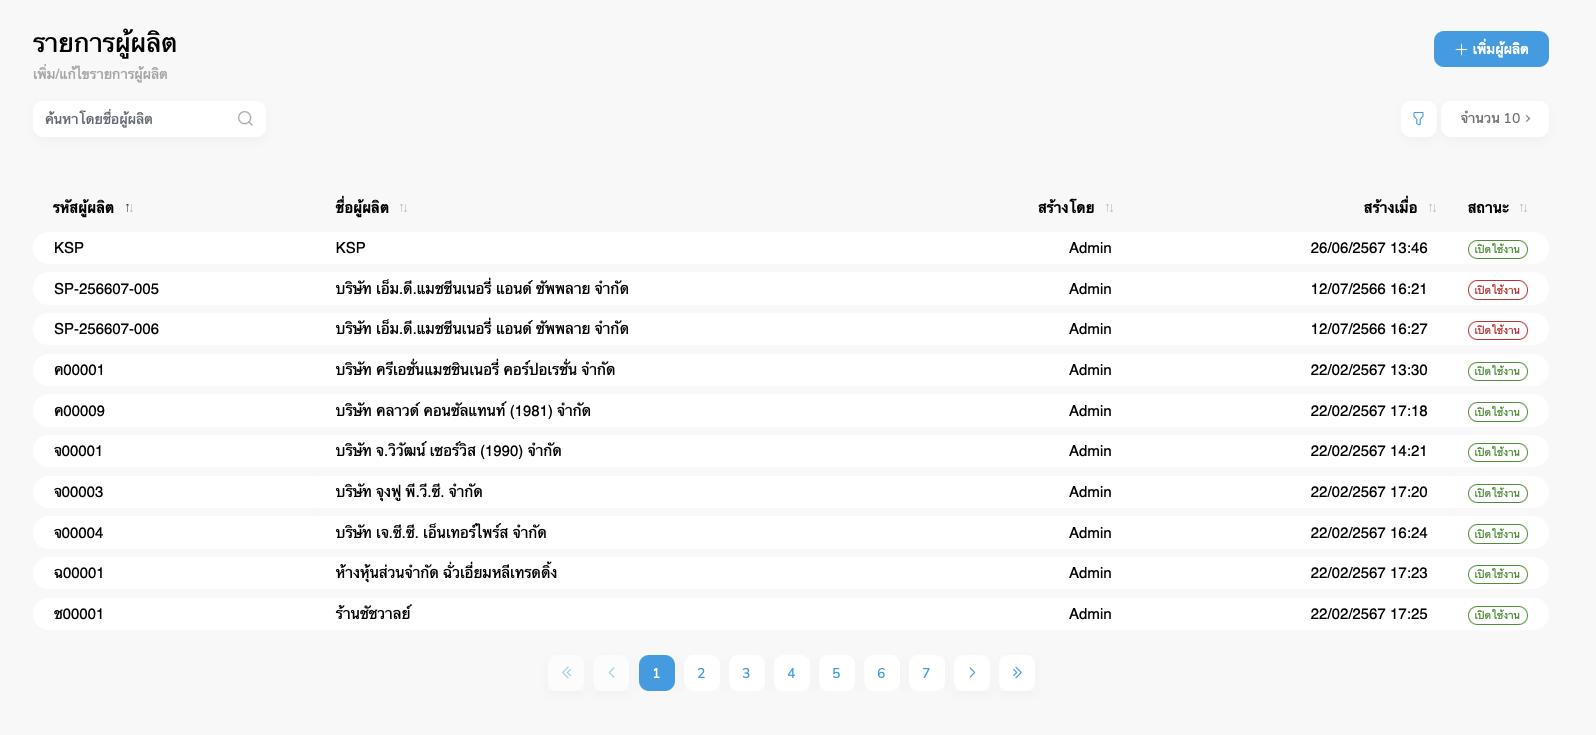 รายการผู้ผลิต
เพิ่ม/แก้ไขรายการผู้ผลิต
+ เพิ่มผู้ผลิต
ค้นหาโดยชื่อผู้ผลิต
จำนวน 10 ›
รหัสผู้ผลิต ชื่อผู้ผลิต สร้างโดย สร้างเมื่อ สถานะ
KSP KSP Admin 26/06/2567 13:46 เปิดใช้งาน
SP-256607-005 บริษัท เอ็ม.ดี.แมชชีนเนอรี่ แอนด์ ซัพพลาย จำกัด Admin 12/07/2566 16:21 เปิดใช้งาน
SP-256607-006 บริษัท เอ็ม.ดี.แมชชีนเนอรี่ แอนด์ ซัพพลาย จำกัด Admin 12/07/2566 16:27 เปิดใช้งาน
ค00001 บริษัท ครีเอชั่นแมชชินเนอรี่ คอร์ปอเรชั่น จำกัด Admin 22/02/2567 13:30 เปิดใช้งาน
ค00009 บริษัท คลาวด์ คอนซัลแทนท์ (1981) จำกัด Admin 22/02/2567 17:18 เปิดใช้งาน
จ00001 บริษัท จ.วิวัฒน์ เซอร์วิส (1990) จำกัด Admin 22/02/2567 14:21 เปิดใช้งาน
จ00003 บริษัท จุงฟู พี.วี.ซี. จำกัด Admin 22/02/2567 17:20 เปิดใช้งาน
จ00004 บริษัท เจ.ซี.ซี. เอ็นเทอร์ไพร์ส จำกัด Admin 22/02/2567 16:24 เปิดใช้งาน
ฉ00001 ห้างหุ้นส่วนจำกัด ฉั่วเอี่ยมหลีเทรดดิ้ง Admin 22/02/2567 17:23 เปิดใช้งาน
ช00001 ร้านชัชวาลย์ Admin 22/02/2567 17:25 เปิดใช้งาน
« ‹ 1 2 3 4 5 6 7 › »